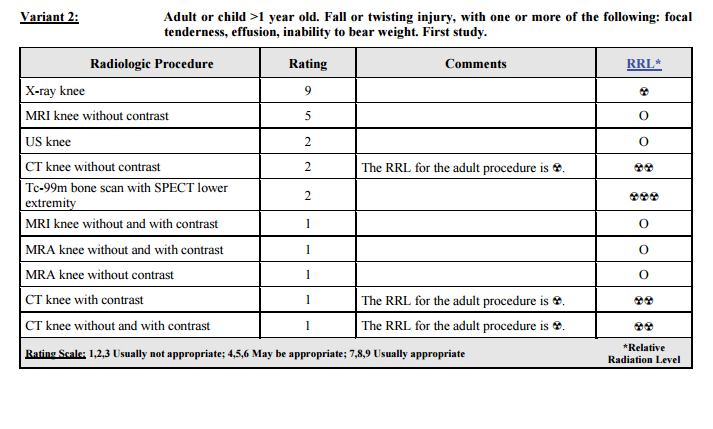 Variant 2: Adult or child >1 year old. Fall or twisting injury, with one or more of the following: focal
tenderness, effusion, inability to bear weight. First study.
Radiologic Procedure Rating Comments RRL*
X-ray knee 9 ☢
MRI knee without contrast 5 O
US knee 2 O
CT knee without contrast 2 The RRL for the adult procedure is ☢. ☢☢
Tc-99m bone scan with SPECT lower
extremity 2 ☢☢☢
MRI knee without and with contrast 1 O
MRA knee without and with contrast 1 O
MRA knee without contrast 1 O
CT knee with contrast 1 The RRL for the adult procedure is ☢. ☢☢
CT knee without and with contrast 1 The RRL for the adult procedure is ☢. ☢☢
Rating Scale: 1,2,3 Usually not appropriate; 4,5,6 May be appropriate; 7,8,9 Usually appropriate
*Relative
Radiation Level